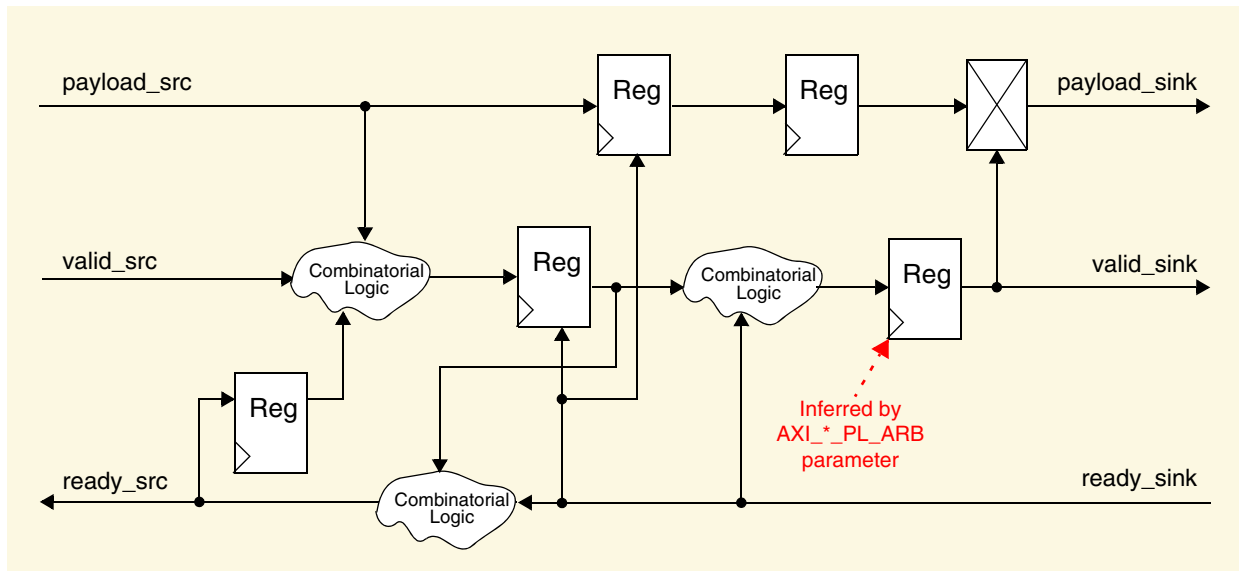 payload_src
Reg
Reg
payload_sink
valid_src
Combinatorial
Logic
Reg
Combinatorial
Logic
Reg
valid_sink
Reg
Inferred by
AXI_*_PL_ARB
parameter
ready_src
Combinatorial
Logic
ready_sink